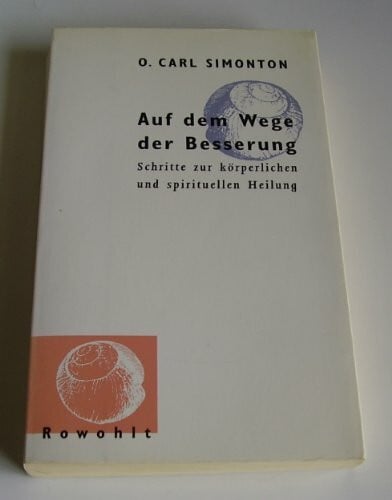 O. CARL SIMONTON
Auf dem Wege
der Besserung
Schritte zur körperlichen
und spirituellen Heilung
Rowohlt